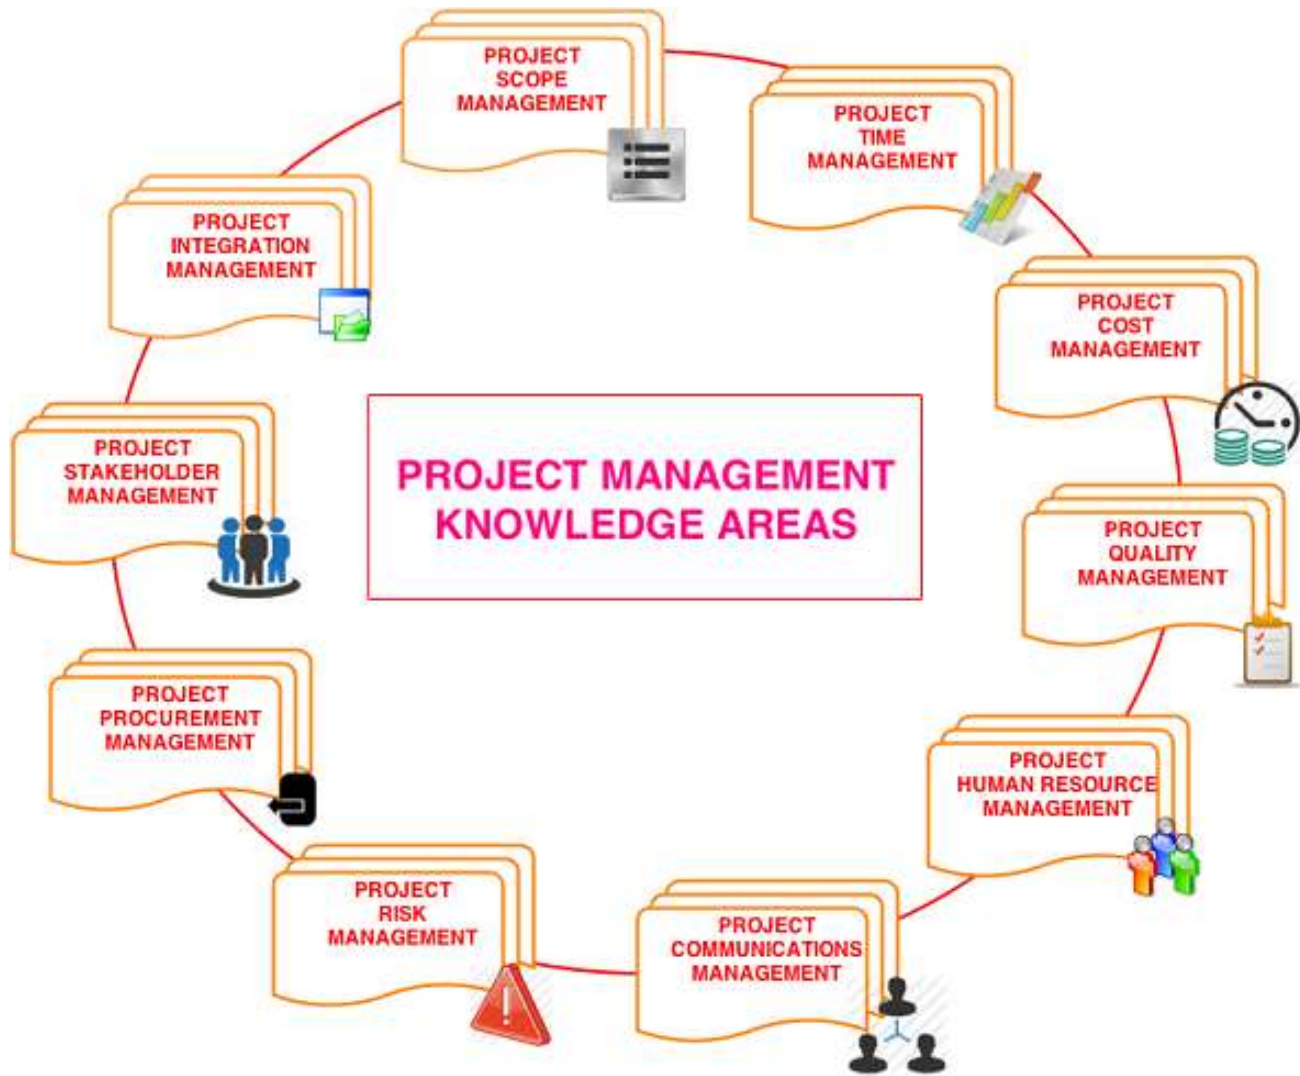 PROJECT
SCOPE
MANAGEMENT
PROJECT
TIME
MANAGEMENT
PROJECT
COST
MANAGEMENT
PROJECT
QUALITY
MANAGEMENT
PROJECT
HUMAN RESOURCE
MANAGEMENT
PROJECT
COMMUNICATIONS
MANAGEMENT
PROJECT
RISK
MANAGEMENT
PROJECT
PROCUREMENT
MANAGEMENT
PROJECT
STAKEHOLDER
MANAGEMENT
PROJECT
INTEGRATION
MANAGEMENT
PROJECT MANAGEMENT
KNOWLEDGE AREAS